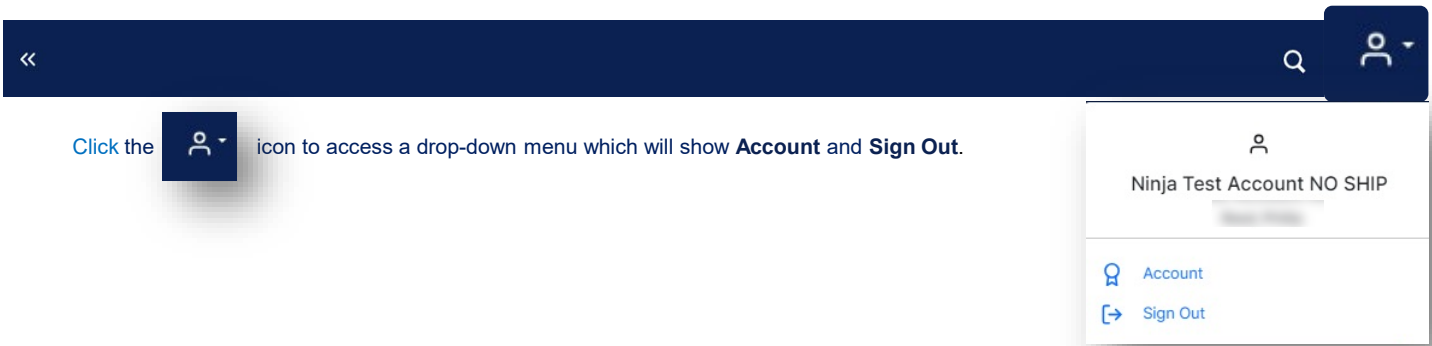 Click the icon to access a drop-down menu which will show Account and Sign Out.
Ninja Test Account NO SHIP
Account
Sign Out